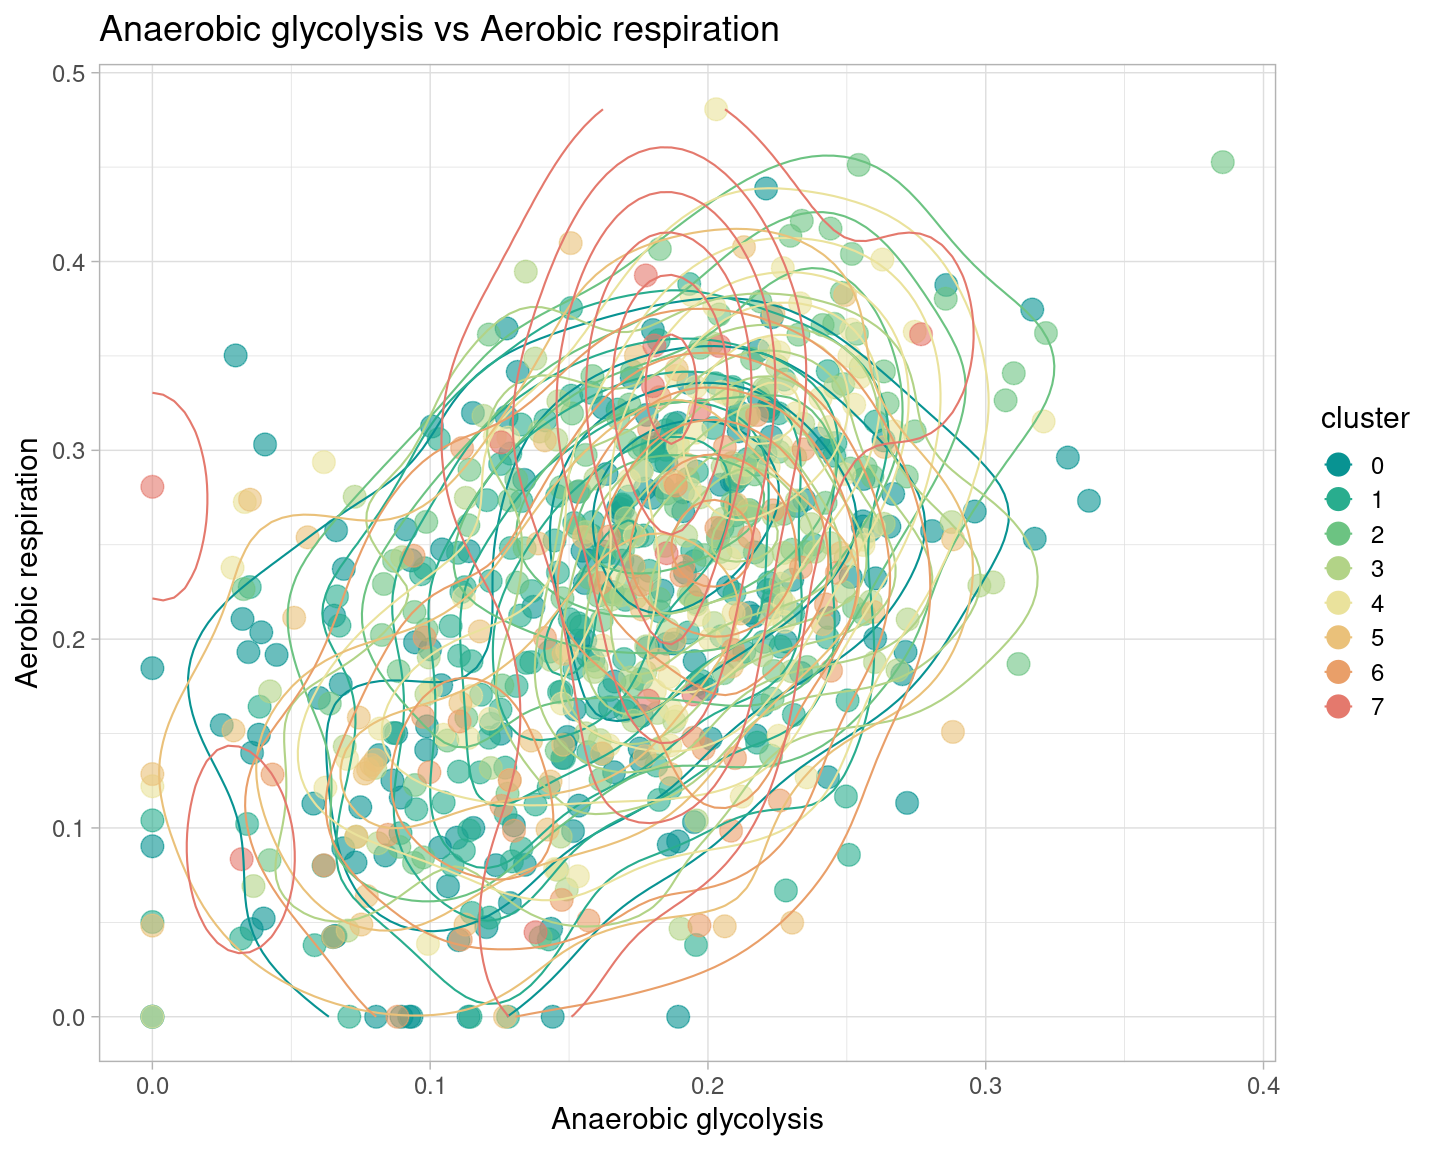 Anaerobic glycolysis vs Aerobic respiration
0.5
0.4
0.3
0.2
0.1
0.0
Aerobic respiration
0.0 0.1 0.2 0.3 0.4
Anaerobic glycolysis
cluster
0
1
2
3
4
5
6
7